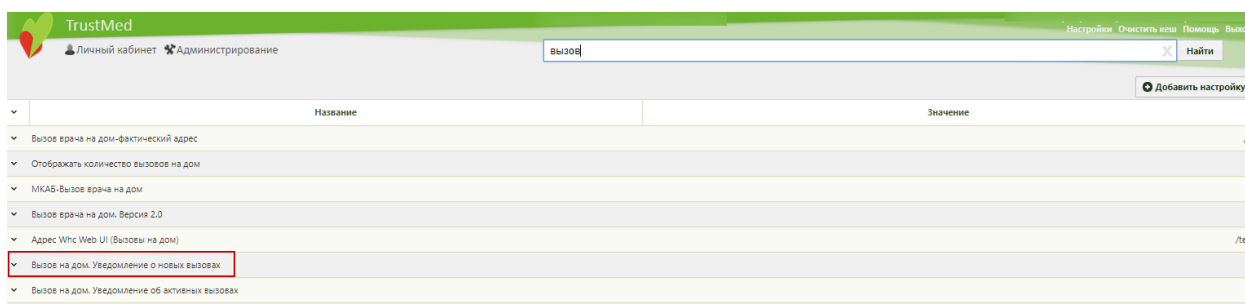 TrustMed
Настройки Очистить кеш Помощь
Личный кабинет Администрирование
вызов
Найти
Добавить настройку
Название Значение
Вызов врача на дом-фактический адрес
Отображать количество вызовов на дом
МКАБ-Вызов врача на дом
Вызов врача на дом. Версия 2.0
Адрес Whc Web UI (Вызовы на дом)
Вызов на дом. Уведомление о новых вызовах
Вызов на дом. Уведомление об активных вызовах